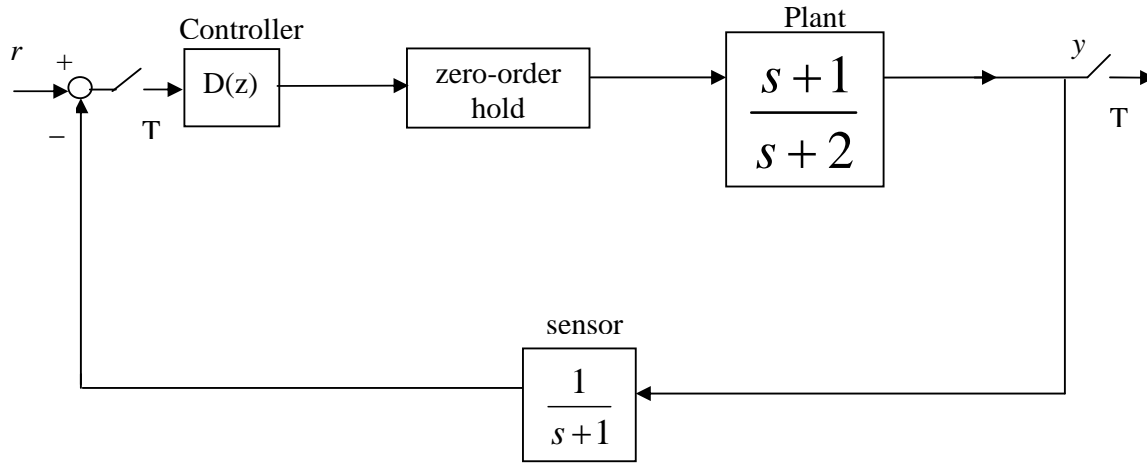 Controller
Plant
r
+
−
T
D(z)
zero-order
hold
s + 1
s + 2
y
T
sensor
1
s + 1